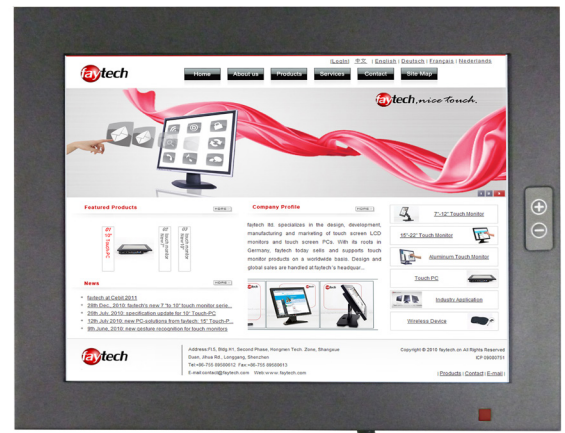 (Login) 中文 | English | Deutsch | Français | Nederlands
faytech
Home About us Products Services Contact Site Map
faytech, nice touch.
Featured Products
Company Profile
7"-12" Touch Monitor
15"-22" Touch Monitor
Aluminum Touch Monitor
Touch PC
Industry Application
Wireless Device
faytech ltd. specializes in the design, development,
manufacturing and marketing of touch screen LCD
monitors and touch screen PCs. With its roots in
Germany, faytech today sells and supports touch
monitor products on a worldwide basis. Design and
global sales are handled at faytech's headquar...
News
faytech at Cebit 2011
28th Dec, 2010: faytech's new 7 "to 10" touch monitor serie...
20th July, 2010: specification update for 10" Touch-PC
12th July 2010: new PC-solutions from faytech: 15" Touch-P...
9th June, 2010: new gesture recognition for touch monitors
faytech
Address:Fl.5, Bldg #1, Second Phase, Honglian Tech. Zone, Shangxue
Duan, Jihua Rd., Longgang, Shenzhen
Tel:+86-755 88080612 Fax:+86-755 88080613
E-mail:contact@faytech.com Web:www.faytech.com
Copyright © 2010 faytech.cn All Rights Reserved
| Products | Contact | E-mail |